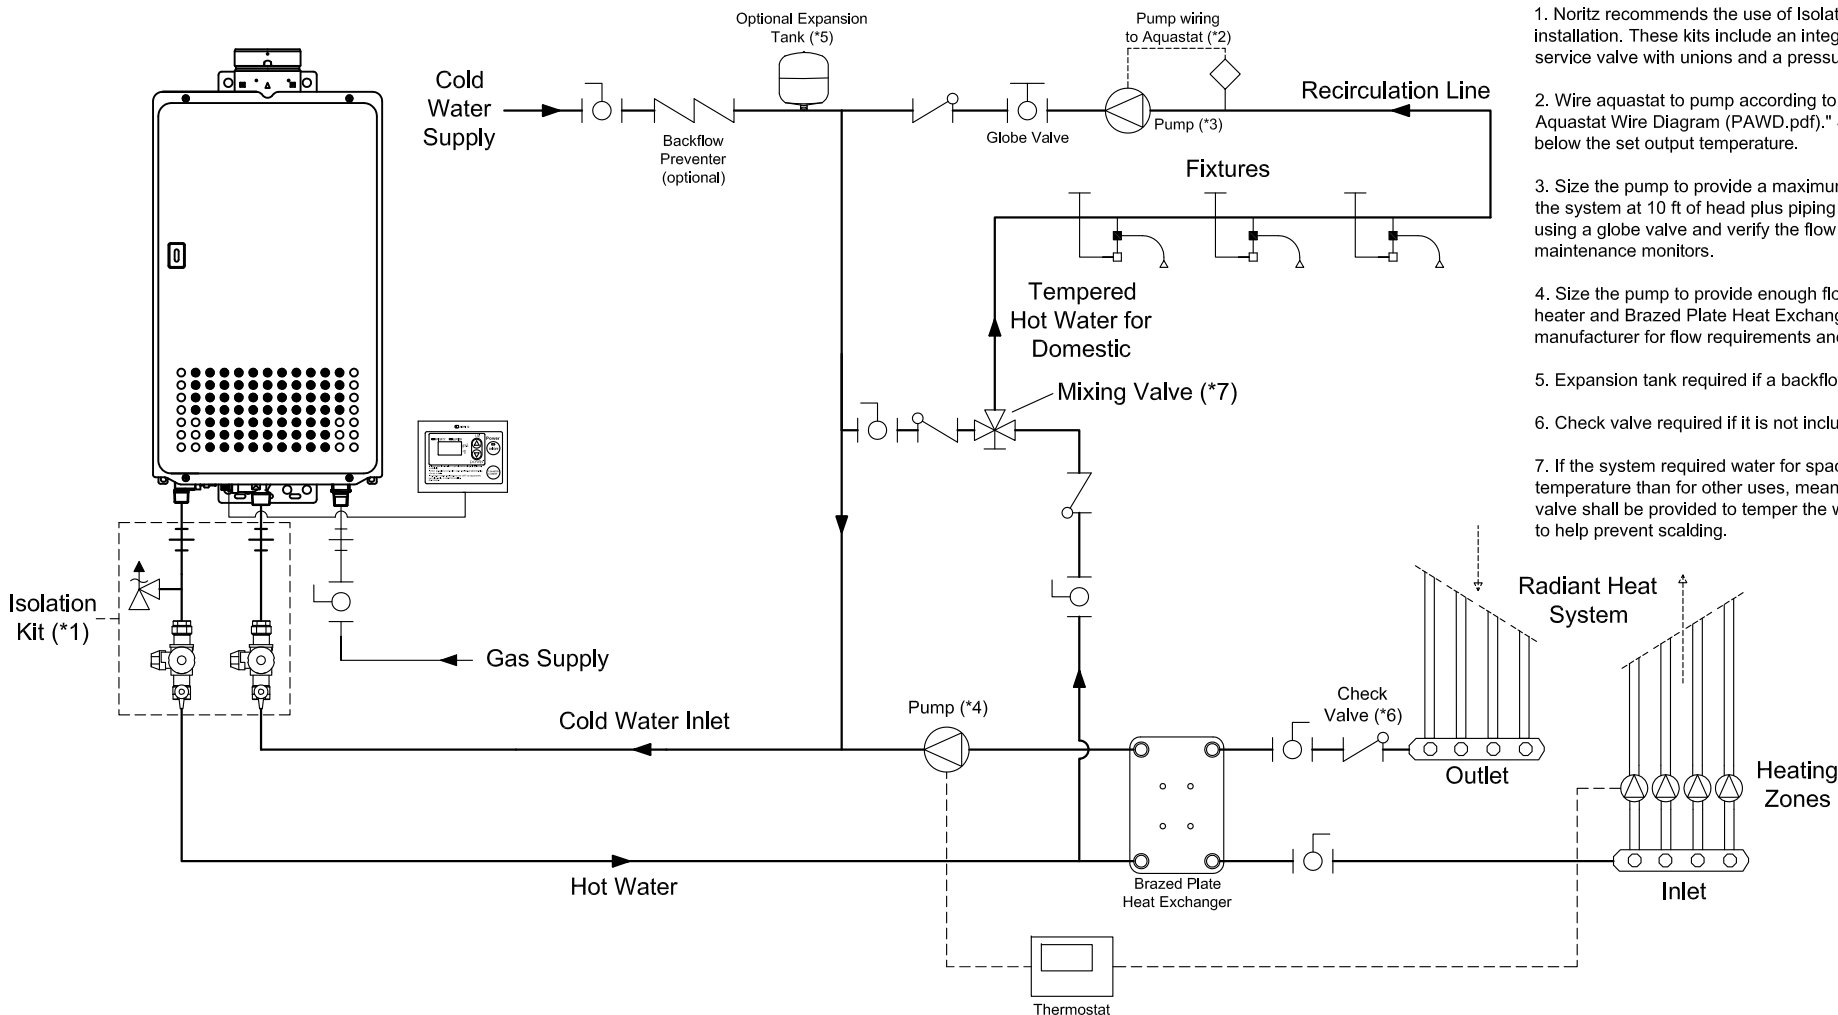 Optional Expansion
Tank (*5)
Pump wiring
to Aquastat (*2)
Cold
Water
Supply
Backflow
Preventer
(optional)
Globe Valve
Pump (*3)
Recirculation Line
Fixtures
Tempered
Hot Water for
Domestic
Mixing Valve (*7)
Power
Isolation
Kit (*1)
Gas Supply
Cold Water Inlet
Pump (*4)
Check
Valve (*6)
Radiant Heat
System
Outlet
Heating
Zones
Inlet
Hot Water
Brazed Plate
Heat Exchanger
Thermostat
1. Noritz recommends the use of Isolat
installation. These kits include an integ
service valve with unions and a pressu
2. Wire aquastat to pump according to
Aquastat Wire Diagram (PAWD.pdf)."
below the set output temperature.
3. Size the pump to provide a maximur
the system at 10 ft of head plus piping
using a globe valve and verify the flow
maintenance monitors.
4. Size the pump to provide enough flo
heater and Brazed Plate Heat Exchang
manufacturer for flow requirements and
5. Expansion tank required if a backflo
6. Check valve required if it is not inclu
7. If the system required water for spac
temperature than for other uses, mean
valve shall be provided to temper the w
to help prevent scalding.